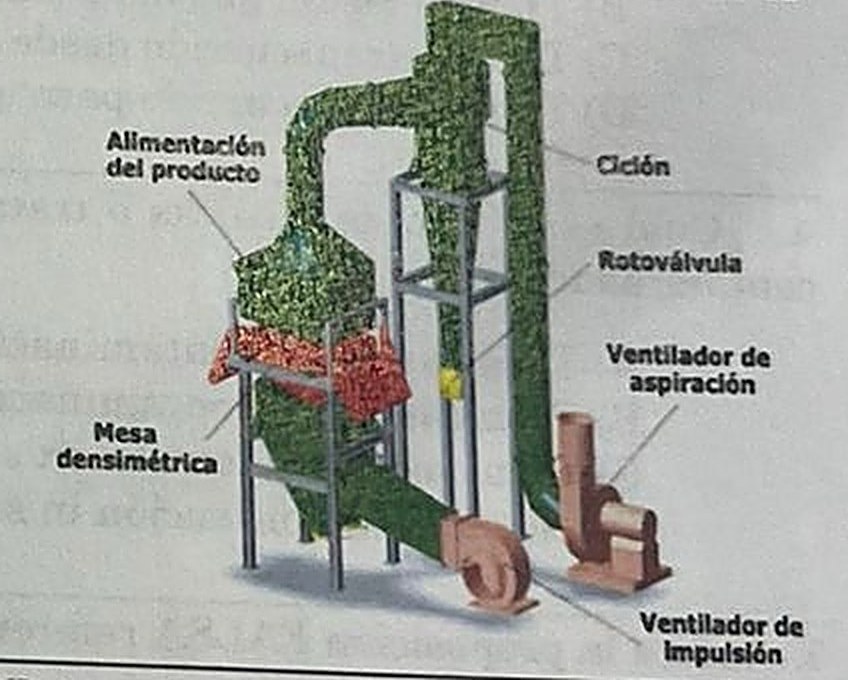 Alimentación
del producto
Ciclón
Rotoválvula
Ventilador de
aspiración
Mesa
densimétrica
Ventilador de
impulsión